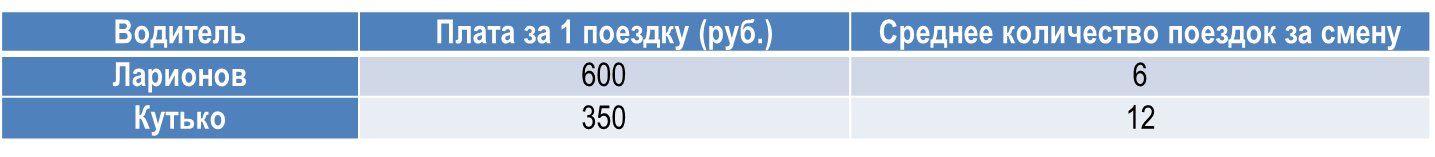 Водитель Плата за 1 поездку (руб.) Среднее количество поездок за смену
Ларионов 600 6
Кутько 350 12